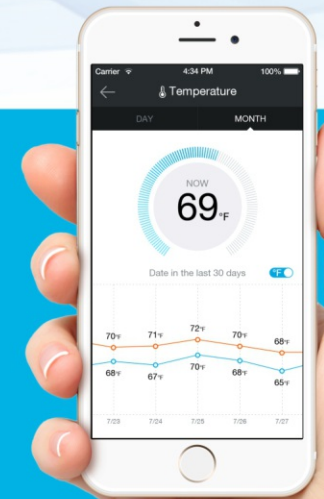 Carrier 4:34 PM 100%
Temperature
DAY MONTH
NOW
69°F
Date in the last 30 days °F
70°F 71°F 72°F 70°F 68°F
68°F 67°F 70°F 68°F 65°F
7/23 7/24 7/25 7/26 7/27